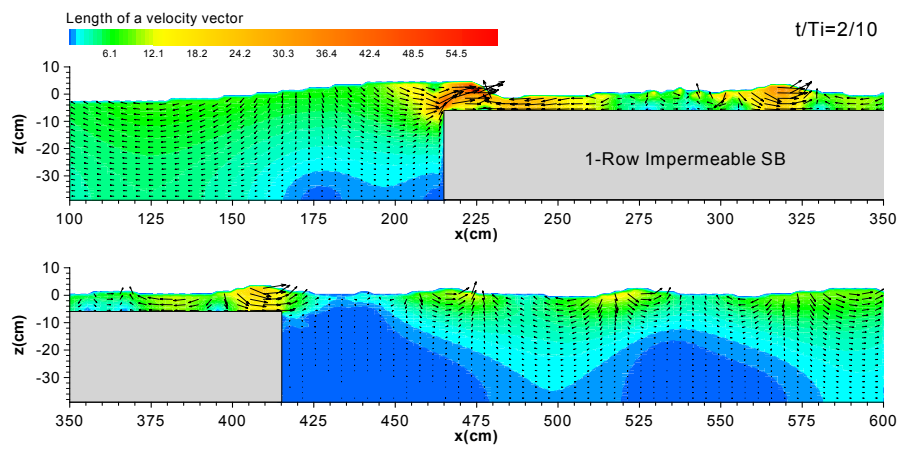 Length of a velocity vector
t/Ti=2/10
6.1 12.1 18.2 24.2 30.3 36.4 42.4 48.5 54.5
10
0
-10
-20
-30
z(cm)
1-Row Impermeable SB
100 125 150 175 200 225 250 275 300 325 350
x(cm)
10
0
-10
-20
-30
z(cm)
350 375 400 425 450 475 500 525 550 575 600
x(cm)